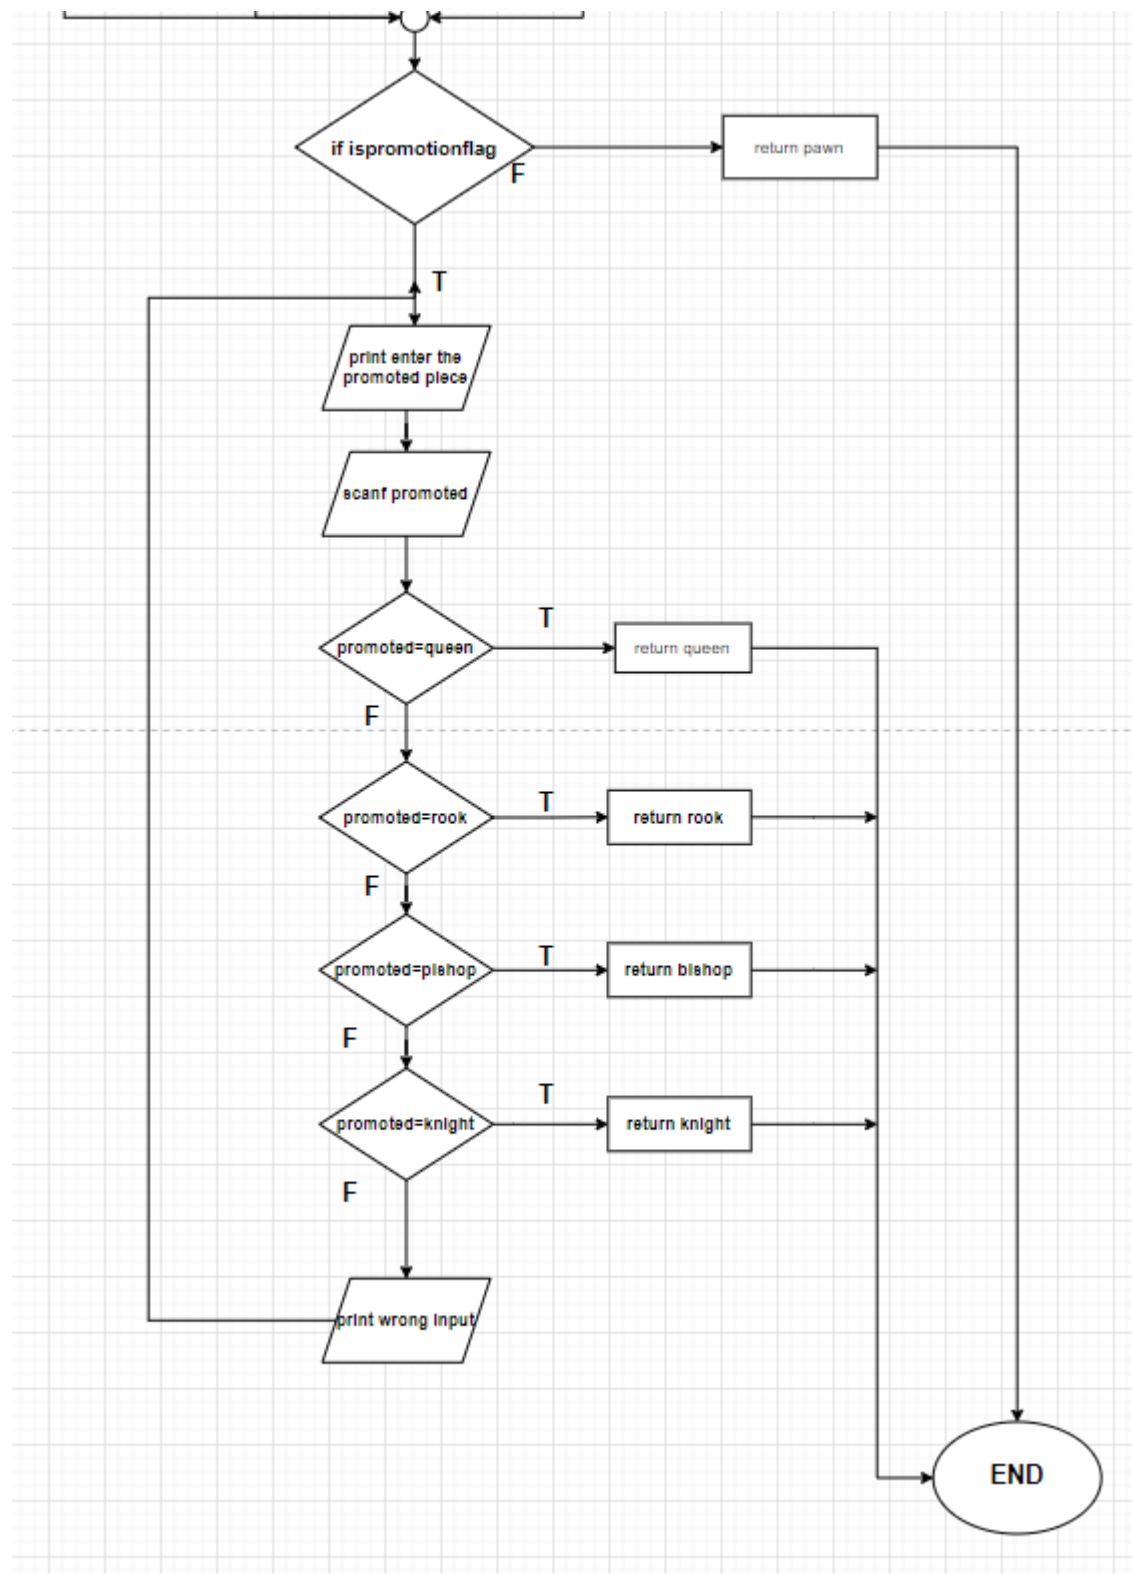 if ispromotionflag
F
return pawn
T
print enter the
promoted piece
scanf promoted
promoted=queen
T
return queen
F
promoted=rook
T
return rook
F
promoted=pishop
T
return bishop
F
promoted=knight
T
return knight
F
print wrong input
END